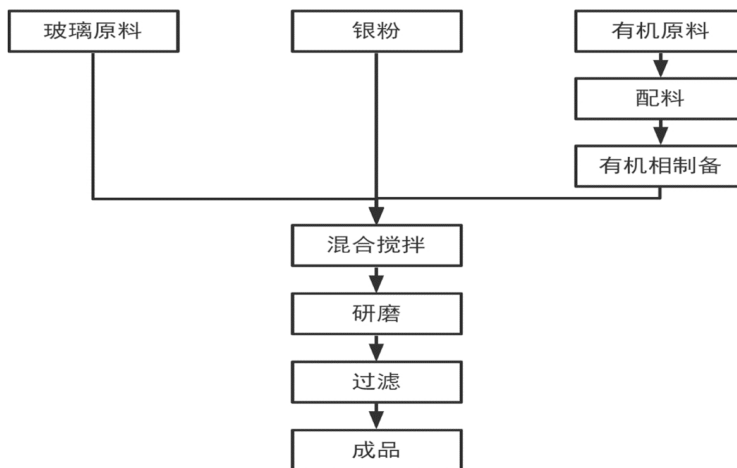 玻璃原料
银粉
有机原料
配料
有机相制备
混合搅拌
研磨
过滤
成品